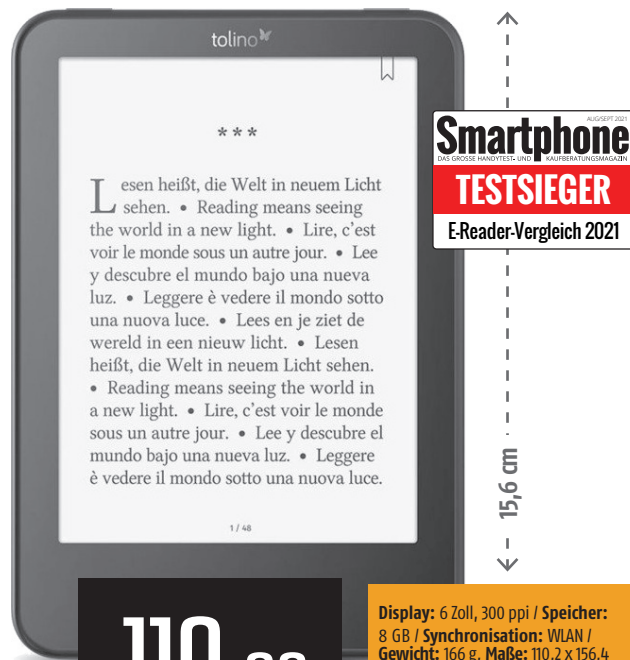 tolino
***
Lesen heißt, die Welt in neuem Licht
sehen. • Reading means seeing
the world in a new light. • Lire, c'est
voir le monde sous un autre jour. • Lee
y descubre el mundo bajo una nueva
luz. • Leggere è vedere il mondo sotto
una nuova luce. • Lees en je ziet de
wereld in een nieuw licht. • Lesen
heißt, die Welt in neuem Licht sehen.
• Reading means seeing the world in
a new light. • Lire, c'est voir le monde
sous un autre jour. • Lee y descubre el
mundo bajo una nueva luz. • Leggere
è vedere il mondo sotto una nuova luce.
1 / 48
AUG/SEPT 2021
Smartphone
DAS GROSSE HANDYTEST- UND KAUFBERATUNGSMAGAZIN
TESTSIEGER
E-Reader-Vergleich 2021
15,6 cm
110
Display: 6 Zoll, 300 ppi / Speicher:
8 GB / Synchronisation: WLAN /
Gewicht: 166 g, Maße: 110,2 x 156,4